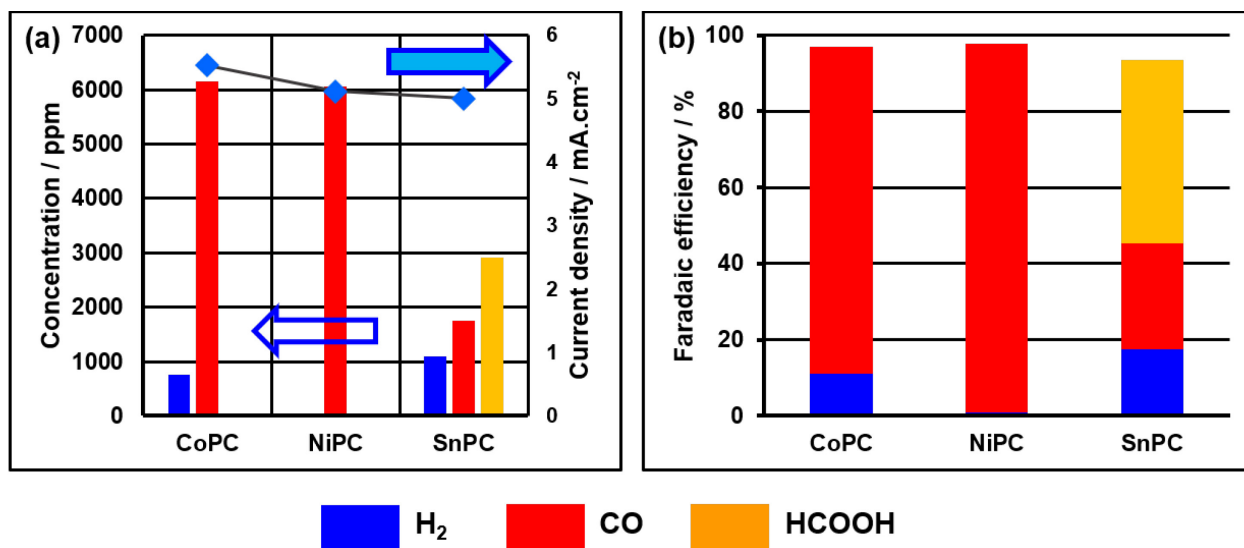 (a)
7000
6000
5000
4000
3000
2000
1000
0
Concentration / ppm
6
5
4
3
2
1
0
Current density / mA.cm⁻²
CoPC NiPC SnPC
(b)
100
80
60
40
20
0
Faradaic efficiency / %
CoPC NiPC SnPC
H₂ CO HCOOH